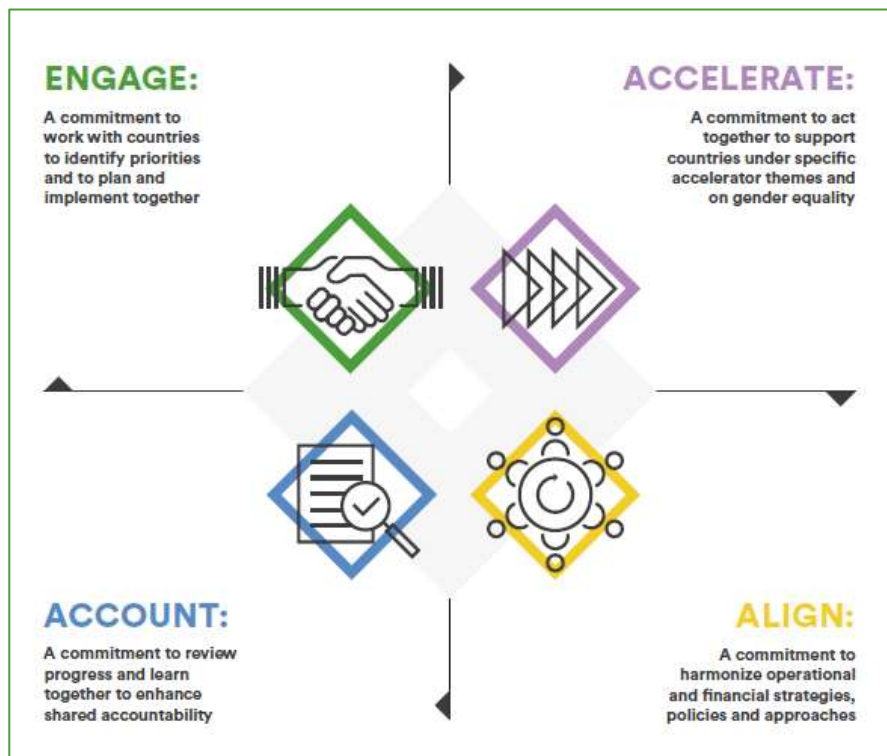 ENGAGE:
A commitment to
work with countries
to identify priorities
and to plan and
implement together
ACCELERATE:
A commitment to act
together to support
countries under specific
accelerator themes and
on gender equality
ACCOUNT:
A commitment to review
progress and learn
together to enhance
shared accountability
ALIGN:
A commitment to
harmonize operational
and financial strategies,
policies and approaches